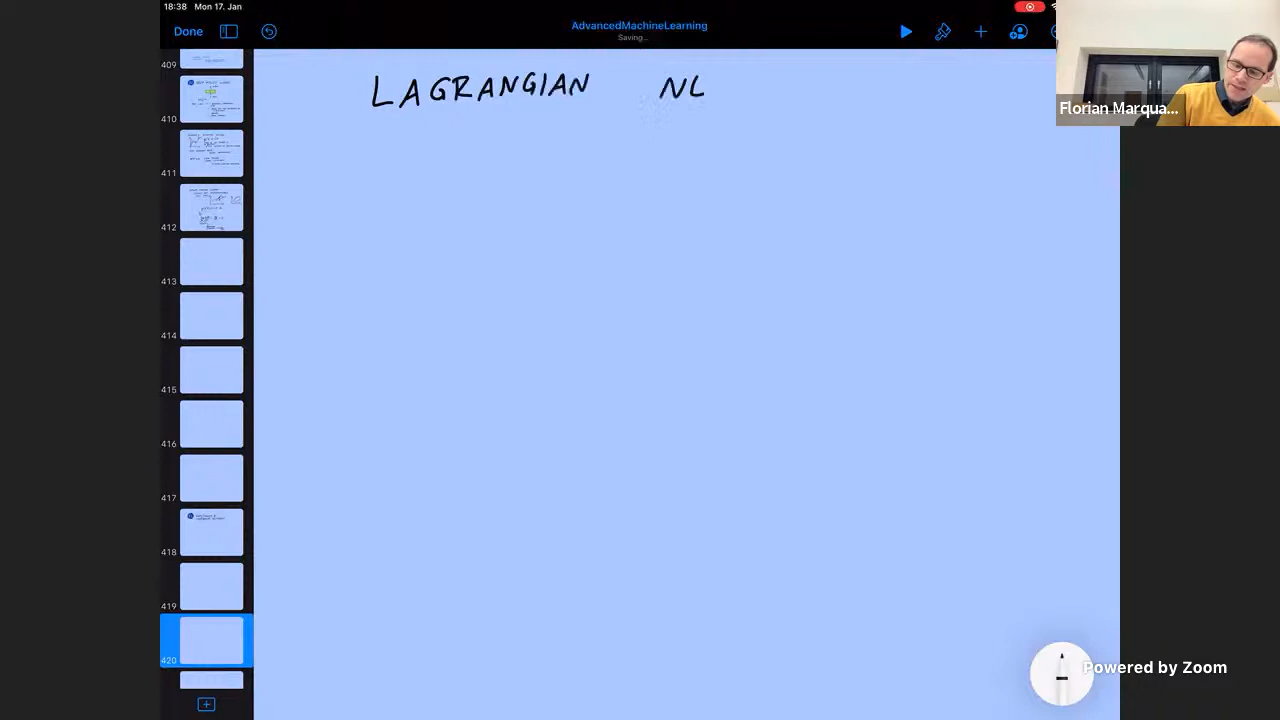 18:38 Mon 17. Jan
Done
AdvancedMachineLearning
Saving...
LAGRANGIAN NL
Florian Marqua...
409
410
411
412
413
414
415
416
417
418
419
420
Powered by Zoom